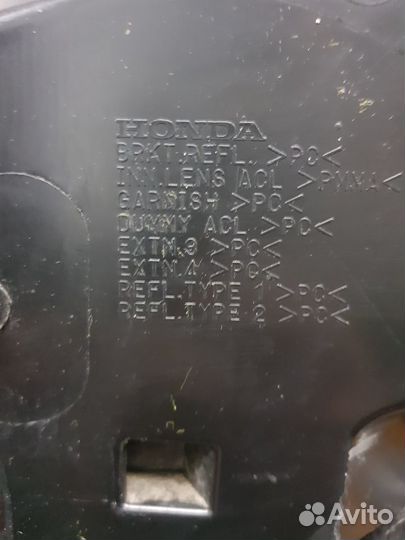 HONDA
BRKT.REFL. >PC<
INN.LENS ACL >PMMA<
GARNISH >PC<
DUMMY ACL >PC<
EXTN.3 >PC<
EXTN.4 >PC<
REFL.TYPE 1 >PC<
REFL.TYPE 2 >PC<
Avito